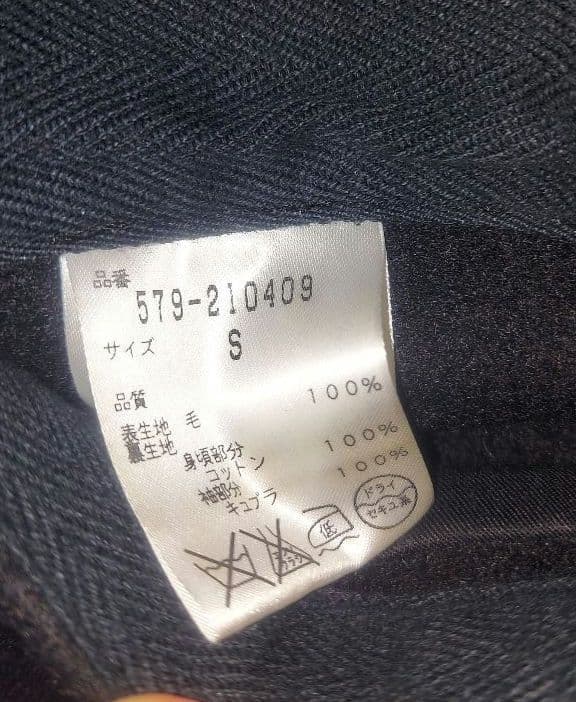 品番
579-210409
サイズ S
品質
表生地 毛 100%
裏生地
身頃部分
コットン 100%
袖部分
キュプラ 100%
低
ドライ
セキユ系